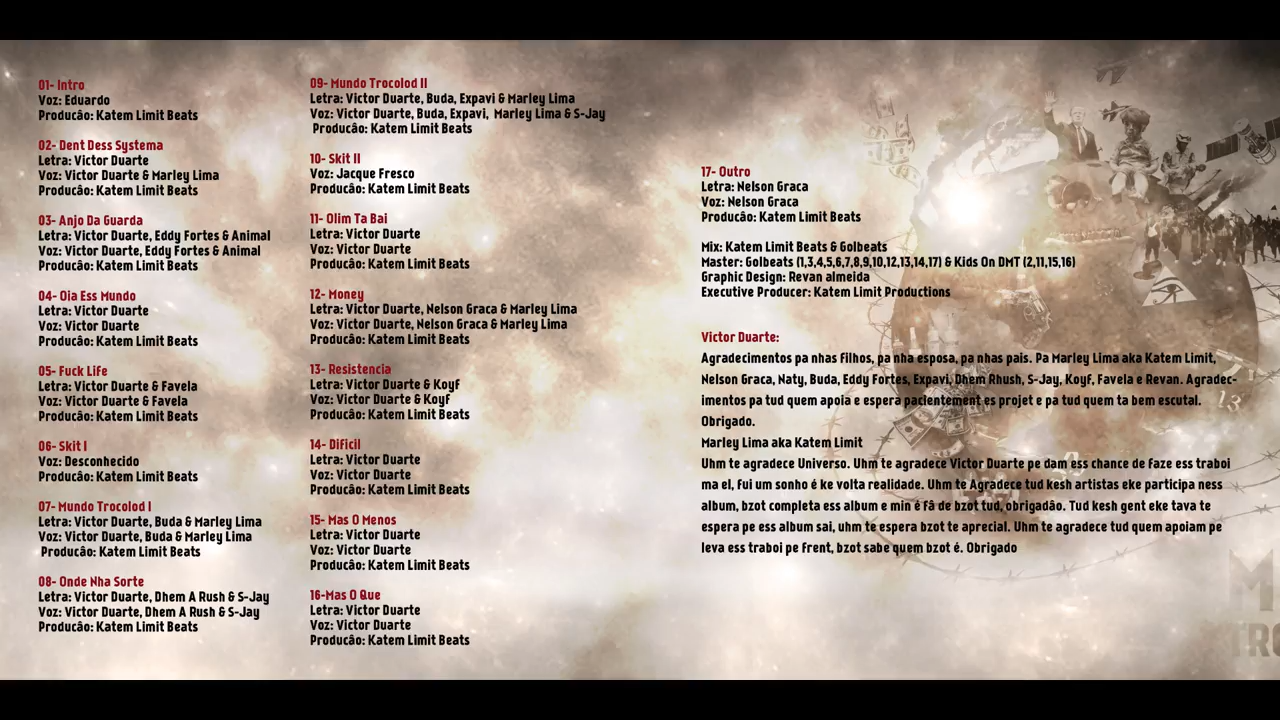 01- Intro
Voz: Eduardo
Producâo: Katem Limit Beats
02- Dent Dess Systema
Letra: Victor Duarte
Voz: Victor Duarte & Marley Lima
Producâo: Katem Limit Beats
03- Anjo Da Guarda
Letra: Victor Duarte, Eddy Fortes & Animal
Voz: Victor Duarte, Eddy Fortes & Animal
Producâo: Katem Limit Beats
04- Oia Ess Mundo
Letra: Victor Duarte
Voz: Victor Duarte
Producâo: Katem Limit Beats
05- Fuck Life
Letra: Victor Duarte & Favela
Voz: Victor Duarte & Favela
Producâo: Katem Limit Beats
06- Skit I
Voz: Desconhecido
Producâo: Katem Limit Beats
07- Mundo Trocolod I
Letra: Victor Duarte, Buda & Marley Lima
Voz: Victor Duarte, Buda & Marley Lima
Producâo: Katem Limit Beats
08- Onde Nha Sorte
Letra: Victor Duarte, Dhem A Rush & S-Jay
Voz: Victor Duarte, Dhem A Rush & S-Jay
Producâo: Katem Limit Beats
09- Mundo Trocolod II
Letra: Victor Duarte, Buda, Expavi & Marley Lima
Voz: Victor Duarte, Buda, Expavi, Marley Lima & S-Jay
Producâo: Katem Limit Beats
10- Skit II
Voz: Jacque Fresco
Producâo: Katem Limit Beats
11- Olim Ta Bai
Letra: Victor Duarte
Voz: Victor Duarte
Producâo: Katem Limit Beats
12- Money
Letra: Victor Duarte, Nelson Graca & Marley Lima
Voz: Victor Duarte, Nelson Graca & Marley Lima
Producâo: Katem Limit Beats
13- Resistencia
Letra: Victor Duarte & Koyf
Voz: Victor Duarte & Koyf
Producâo: Katem Limit Beats
14- Dificil
Letra: Victor Duarte
Voz: Victor Duarte
Producâo: Katem Limit Beats
15- Mas O Menos
Letra: Victor Duarte
Voz: Victor Duarte
Producâo: Katem Limit Beats
16-Mas O Que
Letra: Victor Duarte
Voz: Victor Duarte
Producâo: Katem Limit Beats
17- Outro
Letra: Nelson Graca
Voz: Nelson Graca
Producâo: Katem Limit Beats
Mix: Katem Limit Beats & Golbeats
Master: Golbeats (1,3,4,5,6,7,8,9,10,12,13,14,17) & Kids On DMT (2,11,15,16)
Graphic Design: Revan almeida
Executive Producer: Katem Limit Productions
Victor Duarte:
Agradecimentos pa nhas filhos, pa nha esposa, pa nhas pais. Pa Marley Lima aka Katem Limit,
Nelson Graca, Naty, Buda, Eddy Fortes, Expavi, Dhem Rhush, S-Jay, Koyf, Favela e Revan. Agradec-
imentos pa tud quem apoia e espera pacientement es projet e pa tud quem ta bem escutal.
Obrigado.
Marley Lima aka Katem Limit
Uhm te agradece Universo. Uhm te agradece Victor Duarte pe dam ess chance de faze ess traboi
ma el, fui um sonho é ke volta realidade. Uhm te Agradece tud kesh artistas eke participa ness
album, bzot completa ess album e min é fâ de bzot tud, obrigadâo. Tud kesh gent eke tava te
espera pe ess album sai, uhm te espera bzot te aprecial. Uhm te agradece tud quem apoiam pe
leva ess traboi pe frent, bzot sabe quem bzot é. Obrigado